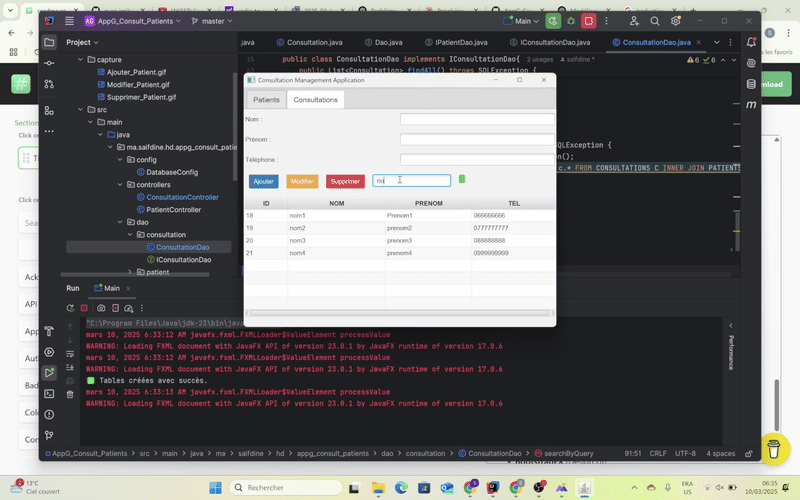 AG AppG_Consult_Patients
master
Main
Project
.java
Consultation.java
Dao.java
IPatientDao.java
IConsultationDao.java
ConsultationDao.java
capture
Ajouter_Patient.gif
Modifier_Patient.gif
Supprimer_Patient.gif
src
main
java
ma.saifdine.hd.appg_consult_pati
config
DatabaseConfig
controllers
ConsultationController
PatientController
dao
consultation
ConsultationDao
IConsultationDao
patient
public class ConsultationDao implements IConsultationDao{ 2 usages saifdine *
6 6
public List<Consultation> findAll() throws SQLException {
Consultation Management Application
Patients
Consultations
Nom :
Prénom :
Téléphone :
Ajouter
Modifier
Supprimer
no
ID NOM PRENOM TEL
18 nom1 Prenom1 066666666
19 nom2 prenom2 0777777777
20 nom3 prenom3 088888888
21 nom4 prenom4 0999999999
SQLException {
c.* FROM CONSULTATIONS C INNER JOIN PATIENTS
Run
Main
"C:\Program Files\Java\jdk-23\bin\java
mars 10, 2025 6:33:12 AM javafx.fxml.FXMLLoader$ValueElement processValue
WARNING: Loading FXML document with JavaFX API of version 23.0.1 by JavaFX runtime of version 17.0.6
mars 10, 2025 6:33:12 AM javafx.fxml.FXMLLoader$ValueElement processValue
WARNING: Loading FXML document with JavaFX API of version 23.0.1 by JavaFX runtime of version 17.0.6
Tables créées avec succès.
mars 10, 2025 6:33:13 AM javafx.fxml.FXMLLoader$ValueElement processValue
WARNING: Loading FXML document with JavaFX API of version 23.0.1 by JavaFX runtime of version 17.0.6
Performance
AppG_Consult_Patients
src
main
java
ma
saifdine
hd
appg_consult_patients
dao
consultation
ConsultationDao
searchByQuery
91:51
CRLF
UTF-8
4 spaces
13°C
Ciel couvert
Rechercher
FRA
US
06:35
10/03/2025